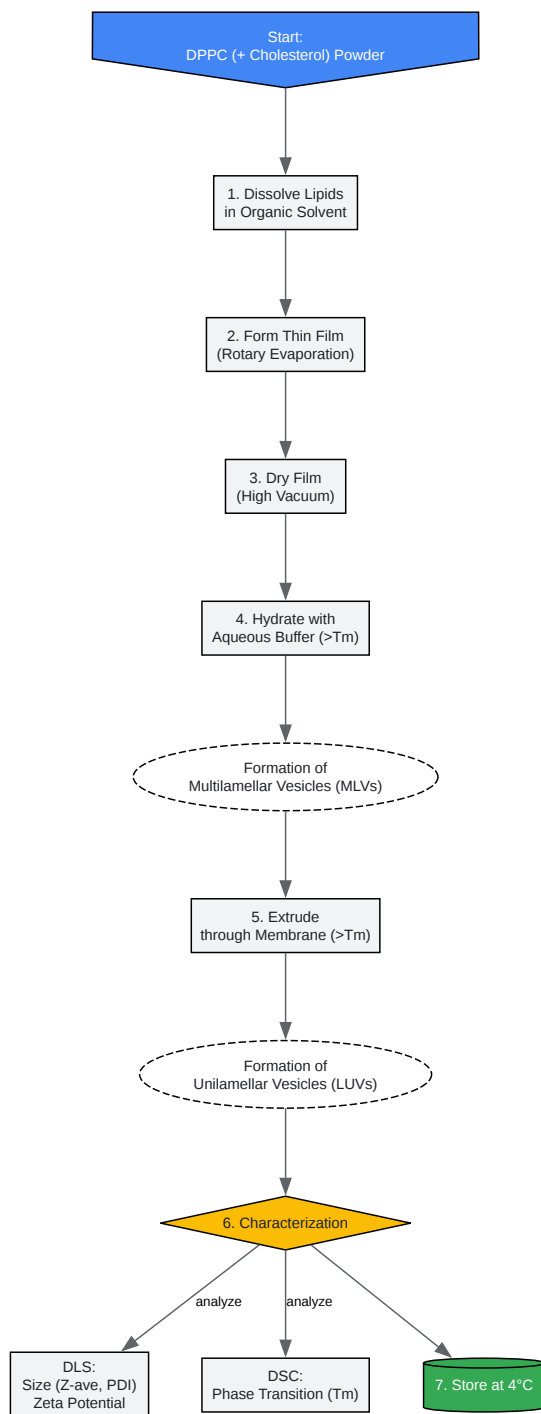 Start:
DPPC (+ Cholesterol) Powder
1. Dissolve Lipids
in Organic Solvent
2. Form Thin Film
(Rotary Evaporation)
3. Dry Film
(High Vacuum)
4. Hydrate with
Aqueous Buffer (>Tm)
Formation of
Multilamellar Vesicles (MLVs)
5. Extrude
through Membrane (>Tm)
Formation of
Unilamellar Vesicles (LUVs)
6. Characterization
analyze
analyze
DLS:
Size (Z-ave, PDI)
Zeta Potential
DSC:
Phase Transition (Tm)
7. Store at 4°C